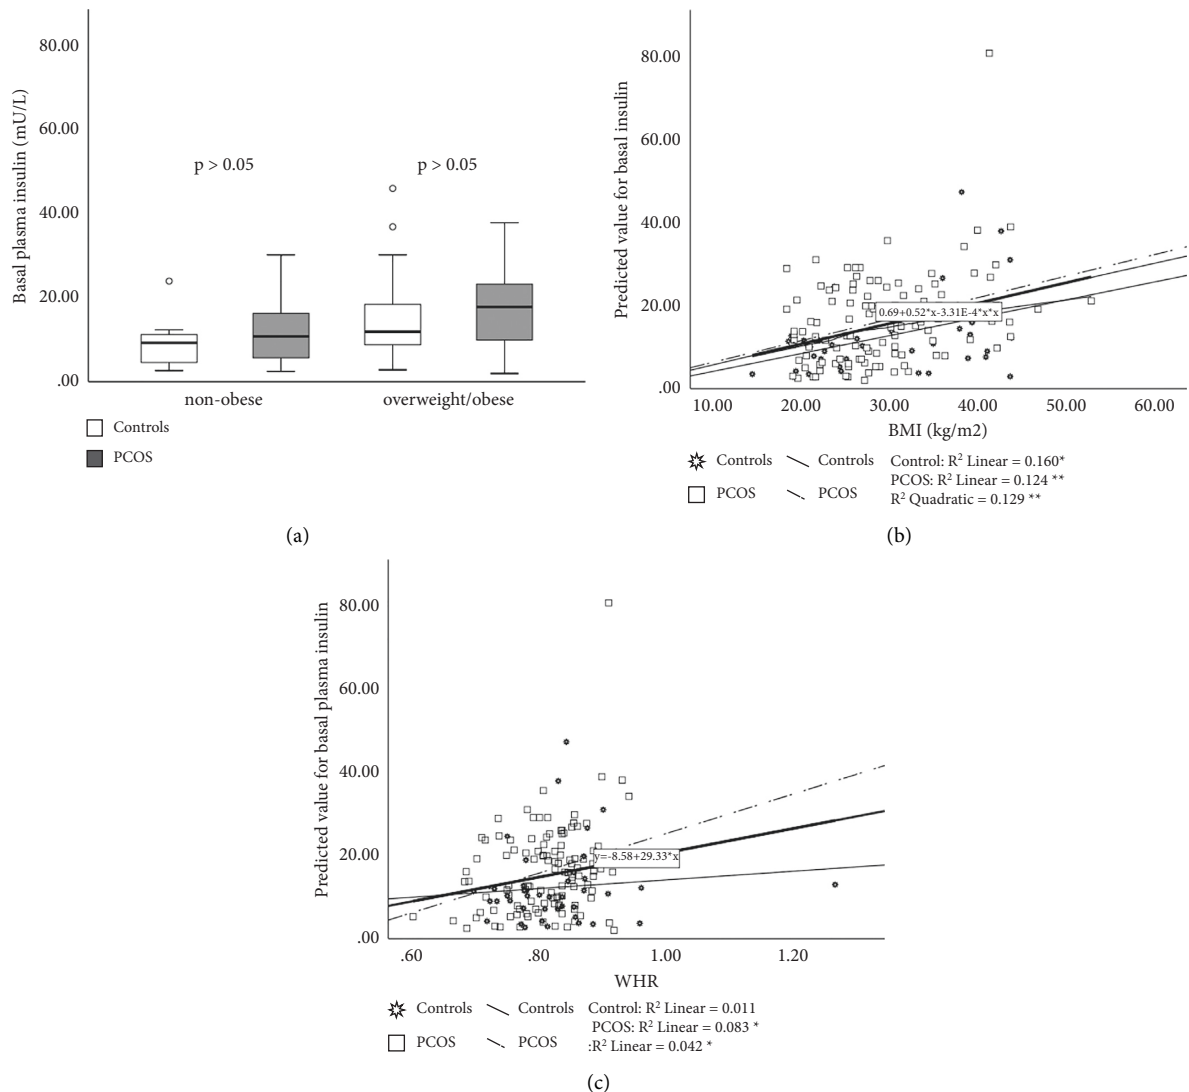 80.00
60.00
40.00
20.00
.00
Basal plasma insulin (mU/L)
p > 0.05
p > 0.05
non-obese
overweight/obese
Controls
PCOS
(a)
80.00
60.00
40.00
20.00
.00
Predicted value for basal insulin
0.69+0.52*x-3.31E-4*x*x
10.00 20.00 30.00 40.00 50.00 60.00
BMI (kg/m2)
Controls Controls Control: R² Linear = 0.160*
PCOS PCOS PCOS: R² Linear = 0.124 **
R² Quadratic = 0.129 **
(b)
80.00
60.00
40.00
20.00
.00
Predicted value for basal plasma insulin
y=-8.58+29.33*x
.60 .80 1.00 1.20
WHR
Controls Controls Control: R² Linear = 0.011
PCOS PCOS PCOS: R² Linear = 0.083 *
:R² Linear = 0.042 *
(c)